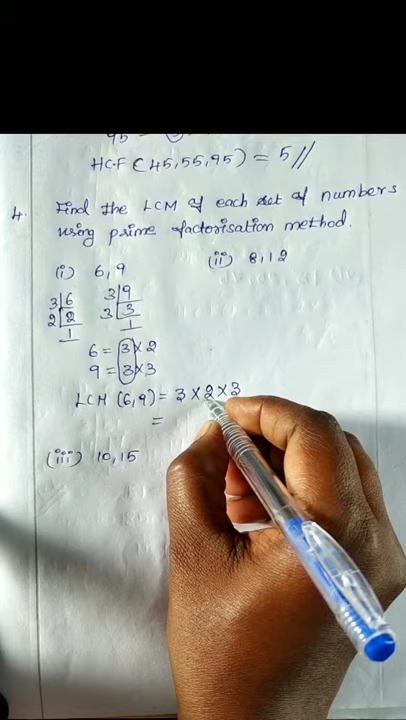 HCF (45,55,95) = 5//
4. Find the LCM of each set of numbers
using prime factorisation method.
(i) 6,9 (ii) 8,12
3|6 3|9
2|2 3|3
1 1
6 = 3×2
9 = 3×3
LCM (6,9) = 3×2×3
=
(iii) 10,15